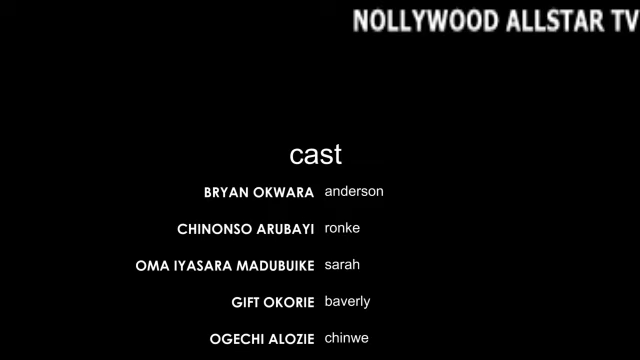 NOLLYWOOD ALLSTAR TV
cast
BRYAN OKWARA anderson
CHINONSO ARUBAYI ronke
OMA IYASARA MADUBUIKE sarah
GIFT OKORIE baverly
OGECHI ALOZIE chinwe